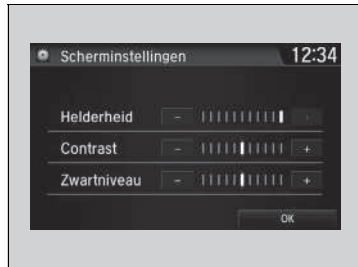 Scherminstellingen 12:34
Helderheid - +
Contrast - +
Zwartniveau - +
OK